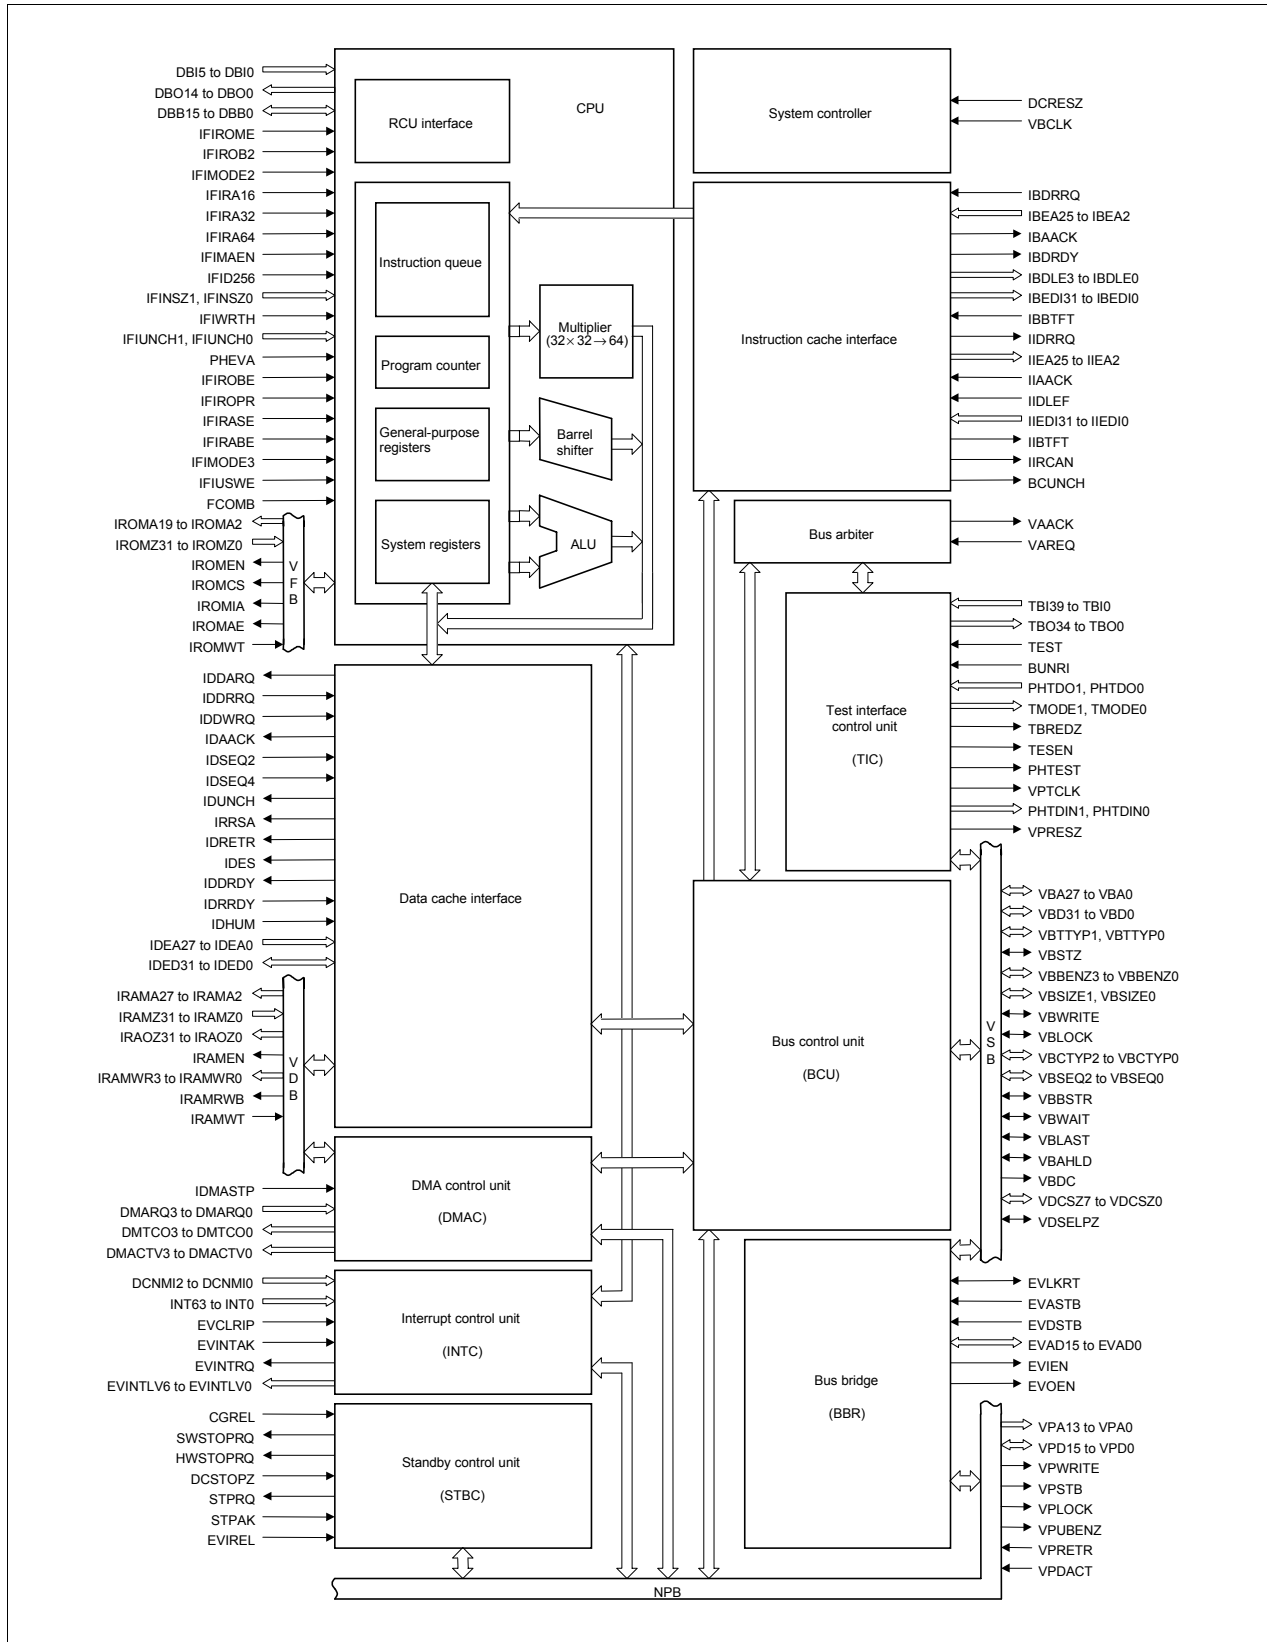 DBI5 to DBI0
DBO14 to DBO0
DBB15 to DBB0
IFIROME
IFIROB2
IFIMODE2
IFIRA16
IFIRA32
IFIRA64
IFIMAEN
IFID256
IFINSZ1, IFINSZ0
IFIWRTH
IFIUNCH1, IFIUNCH0
PHEVA
IFIROBE
IFIROPR
IFIRASE
IFIRABE
IFIMODE3
IFIUSWE
FCOMB
IROMA19 to IROMA2
IROMZ31 to IROMZ0
IROMEN
IROMCS
IROMIA
IROMAE
IROMWT
VFB
CPU
RCU interface
Instruction queue
Program counter
General-purpose
registers
System registers
Multiplier
(32×32→64)
Barrel
shifter
ALU
System controller
DCRESZ
VBCLK
Instruction cache interface
IBDRRQ
IBEA25 to IBEA2
IBAACK
IBDRDY
IBDLE3 to IBDLE0
IBEDI31 to IBEDI0
IBBTFT
IIDRRQ
IIEA25 to IIEA2
IIAACK
IIDLEF
IIEDI31 to IIEDI0
IIBTFT
IIRCAN
BCUNCH
Bus arbiter
VAACK
VAREQ
Test interface
control unit
(TIC)
TBI39 to TBI0
TBO34 to TBO0
TEST
BUNRI
PHTDO1, PHTDO0
TMODE1, TMODE0
TBREDZ
TESEN
PHTEST
VPTCLK
PHTDIN1, PHTDIN0
VPRESZ
IDDARQ
IDDRRQ
IDDWRQ
IDAACK
IDSEQ2
IDSEQ4
IDUNCH
IRRSA
IDRETR
IDES
IDDRDY
IDRRDY
IDHUM
IDEA27 to IDEA0
IDED31 to IDED0
IRAMA27 to IRAMA2
IRAMZ31 to IRAMZ0
IRAOZ31 to IRAOZ0
IRAMEN
IRAMWR3 to IRAMWR0
IRAMRWB
IRAMWT
VDB
Data cache interface
Bus control unit
(BCU)
VSB
VBA27 to VBA0
VBD31 to VBD0
VBTTYP1, VBTTYP0
VBSTZ
VBBENZ3 to VBBENZ0
VBSIZE1, VBSIZE0
VBWRITE
VBLOCK
VBCTYP2 to VBCTYP0
VBSEQ2 to VBSEQ0
VBBSTR
VBWAIT
VBLAST
VBAHLD
VBDC
VDCSZ7 to VDCSZ0
VDSELPZ
IDMASTP
DMARQ3 to DMARQ0
DMTCO3 to DMTCO0
DMACTV3 to DMACTV0
DMA control unit
(DMAC)
DCNMI2 to DCNMI0
INT63 to INT0
EVCLRIP
EVINTAK
EVINTRQ
EVINTLV6 to EVINTLV0
Interrupt control unit
(INTC)
CGREL
SWSTOPRQ
HWSTOPRQ
DCSTOPZ
STPRQ
STPAK
EVIREL
Standby control unit
(STBC)
Bus bridge
(BBR)
EVLKRT
EVASTB
EVDSTB
EVAD15 to EVAD0
EVIEN
EVOEN
VPA13 to VPA0
VPD15 to VPD0
VPWRITE
VPSTB
VPLOCK
VPUBENZ
VPRETR
VPDACT
NPB